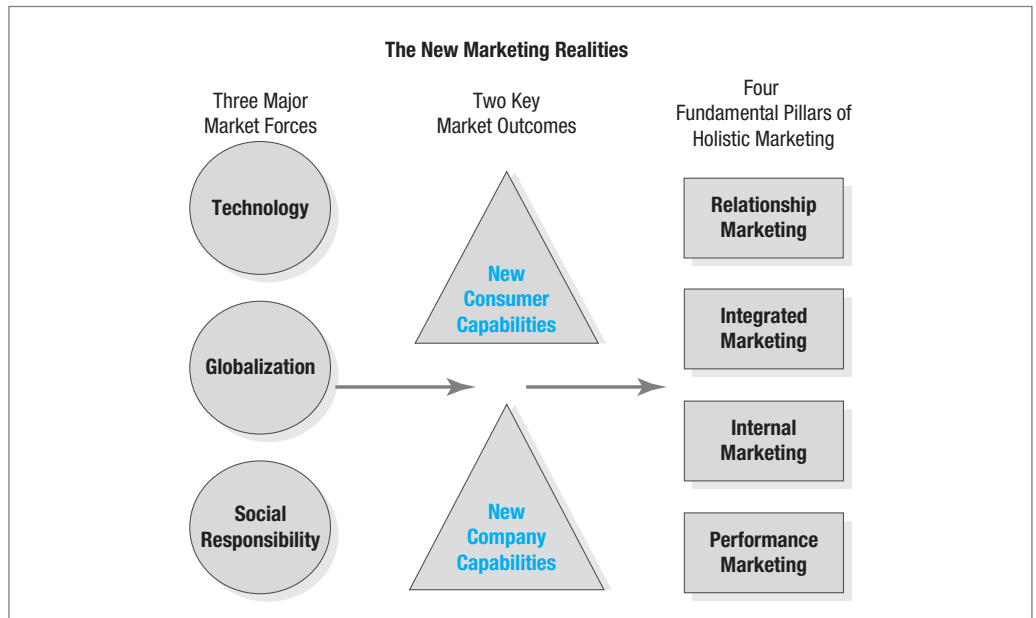 The New Marketing Realities
Three Major
Market Forces
Technology
Globalization
Social
Responsibility
Two Key
Market Outcomes
New
Consumer
Capabilities
New
Company
Capabilities
Four
Fundamental Pillars of
Holistic Marketing
Relationship
Marketing
Integrated
Marketing
Internal
Marketing
Performance
Marketing